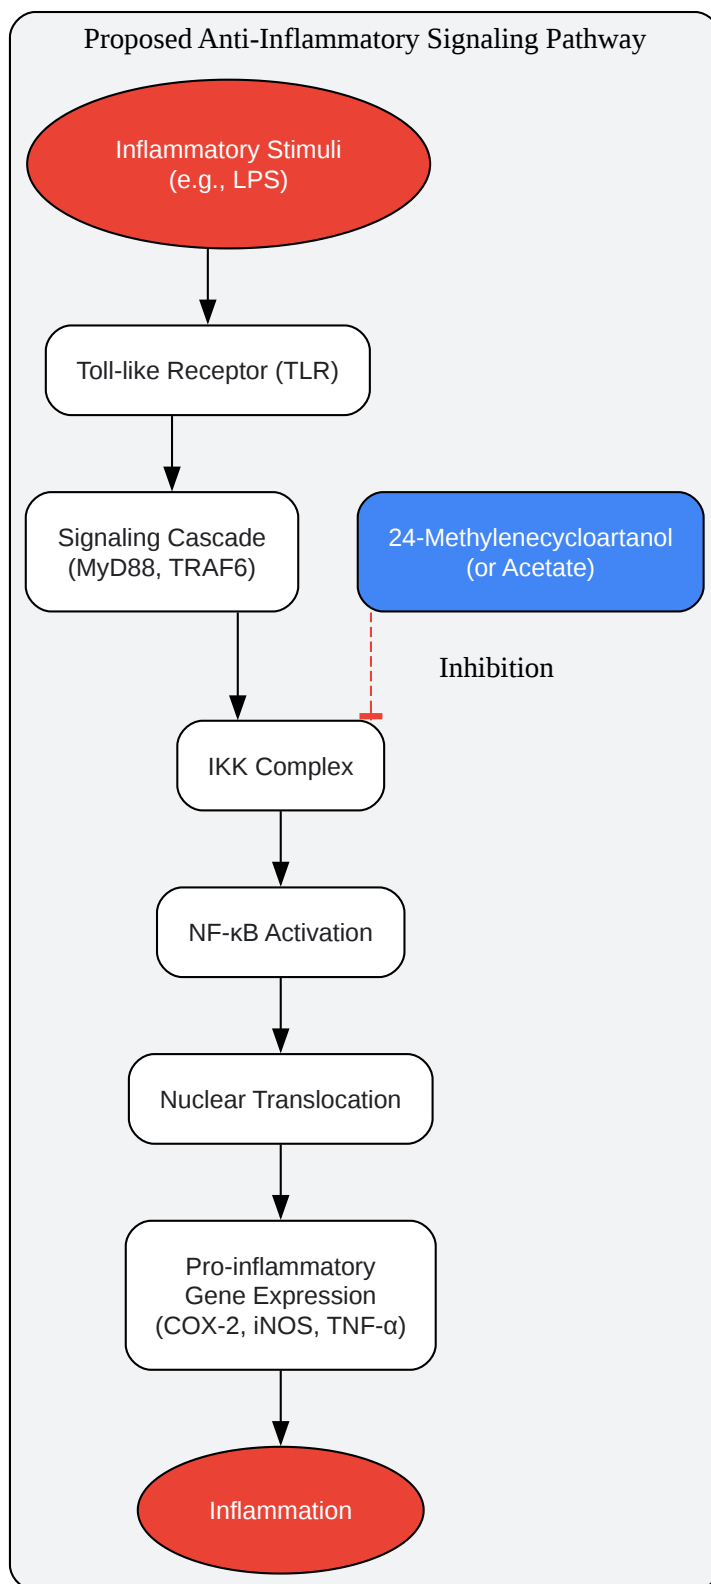 Proposed Anti-Inflammatory Signaling Pathway
Inflammatory Stimuli
(e.g., LPS)
Toll-like Receptor (TLR)
Signaling Cascade
(MyD88, TRAF6)
24-Methylenecycloartanol
(or Acetate)
Inhibition
IKK Complex
NF-κB Activation
Nuclear Translocation
Pro-inflammatory
Gene Expression
(COX-2, iNOS, TNF-α)
Inflammation